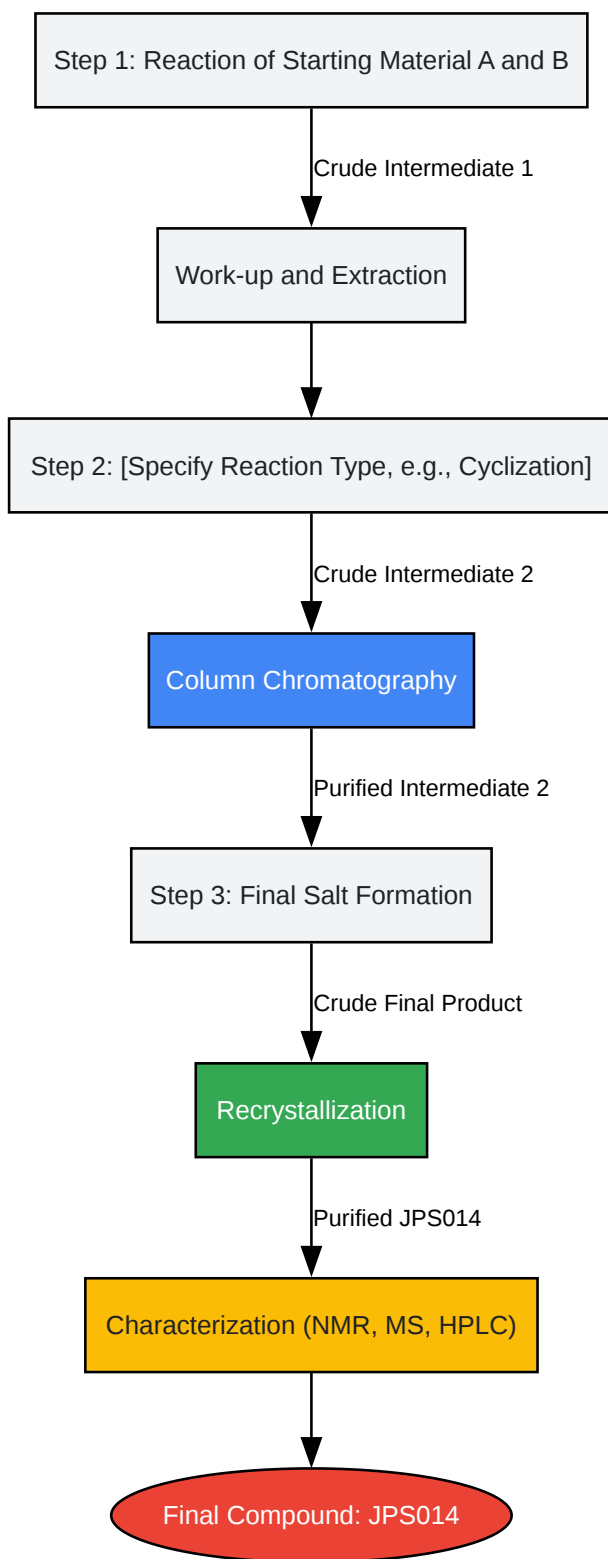 Step 1: Reaction of Starting Material A and B
Crude Intermediate 1
Work-up and Extraction
Step 2: [Specify Reaction Type, e.g., Cyclization]
Crude Intermediate 2
Column Chromatography
Purified Intermediate 2
Step 3: Final Salt Formation
Crude Final Product
Recrystallization
Purified JPS014
Characterization (NMR, MS, HPLC)
Final Compound: JPS014